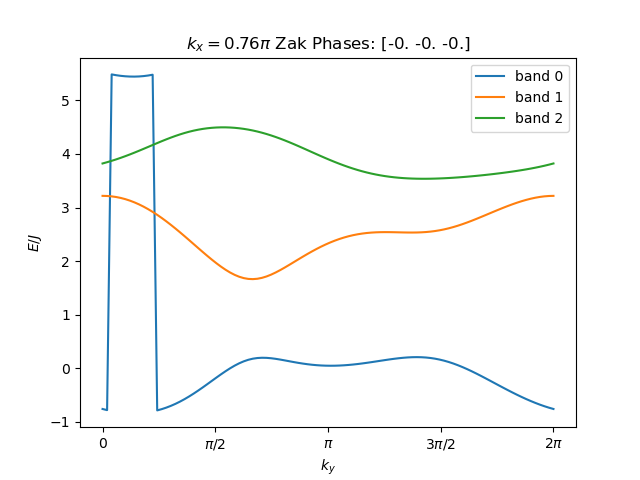 $k_x = 0.76\pi$ Zak Phases: [-0. -0. -0.]
band 0
band 1
band 2
5
4
3
2
1
0
−1
E/J
0
π/2
π
3π/2
2π
$k_y$